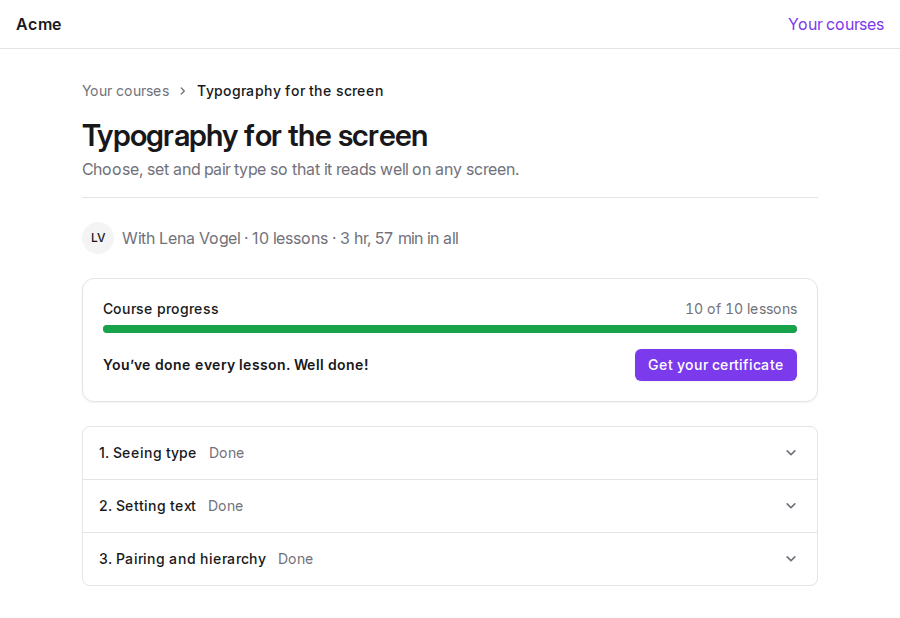 Acme
Your courses
Your courses > Typography for the screen
Typography for the screen
Choose, set and pair type so that it reads well on any screen.
LV With Lena Vogel · 10 lessons · 3 hr, 57 min in all
Course progress 10 of 10 lessons
You’ve done every lesson. Well done! Get your certificate
1. Seeing type Done
2. Setting text Done
3. Pairing and hierarchy Done